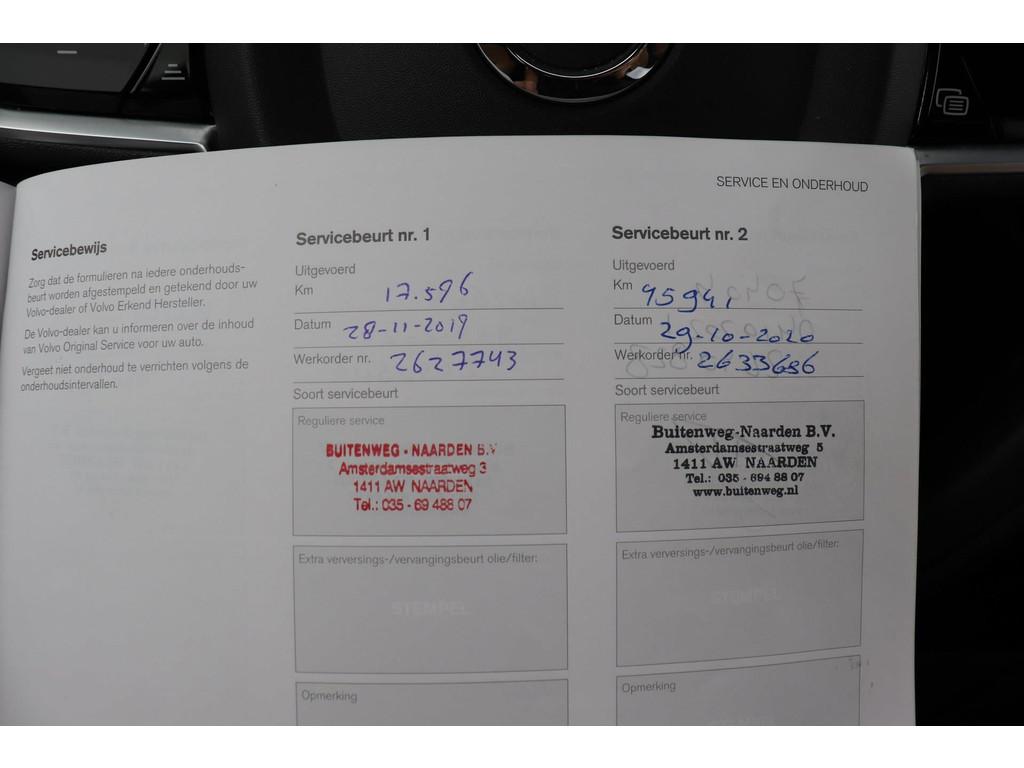 SERVICE EN ONDERHOUD
Servicebewijs
Zorg dat de formulieren na iedere onderhouds-
beurt worden afgestempeld en getekend door uw
Volvo-dealer of Volvo Erkend Hersteller.
De Volvo-dealer kan u informeren over de inhoud
van Volvo Original Service voor uw auto.
Vergeet niet onderhoud te verrichten volgens de
onderhoudsintervallen.
Servicebeurt nr. 1
Uitgevoerd
Km 17.596
Datum 28-11-2019
Werkorder nr. 2627743
Soort servicebeurt
Reguliere service
BUITENWEG - NAARDEN B.V
Amsterdamsestraatweg 3
1411 AW NAARDEN
Tel.: 035 - 69 488 07
Extra verversings-/vervangingsbeurt olie/filter:
STEMPEL
Opmerking
Servicebeurt nr. 2
Uitgevoerd
Km 45941
Datum 29-10-2020
Werkorder nr. 2633686
Soort servicebeurt
Reguliere service
Buitenweg-Naarden B.V.
Amsterdamsestraatweg 5
1411 AW NAARDEN
Tel.: 035 - 694 88 07
www.buitenweg.nl
Extra verversings-/vervangingsbeurt olie/filter:
STEMPEL
Opmerking